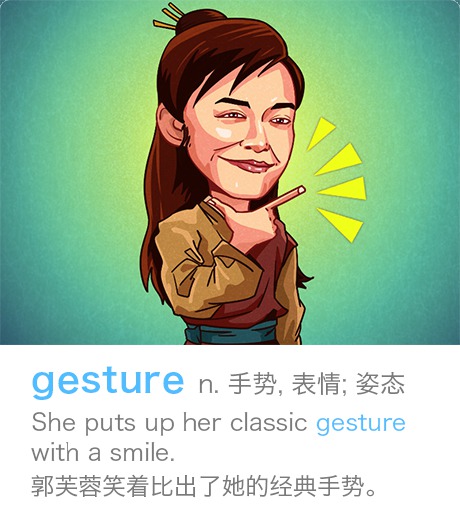 gesture n. 手势, 表情; 姿态
She puts up her classic gesture
with a smile.
郭芙蓉笑着比出了她的经典手势。